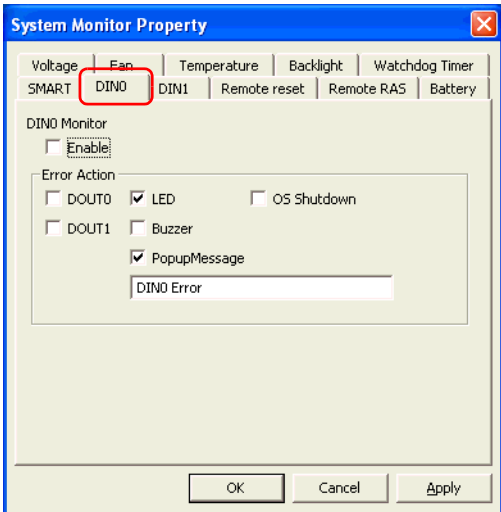 System Monitor Property
Voltage Fan Temperature Backlight Watchdog Timer
SMART DIN0 DIN1 Remote reset Remote RAS Battery
DIN0 Monitor
Enable
Error Action
DOUT0 LED OS Shutdown
DOUT1 Buzzer
PopupMessage
DIN0 Error
OK Cancel Apply